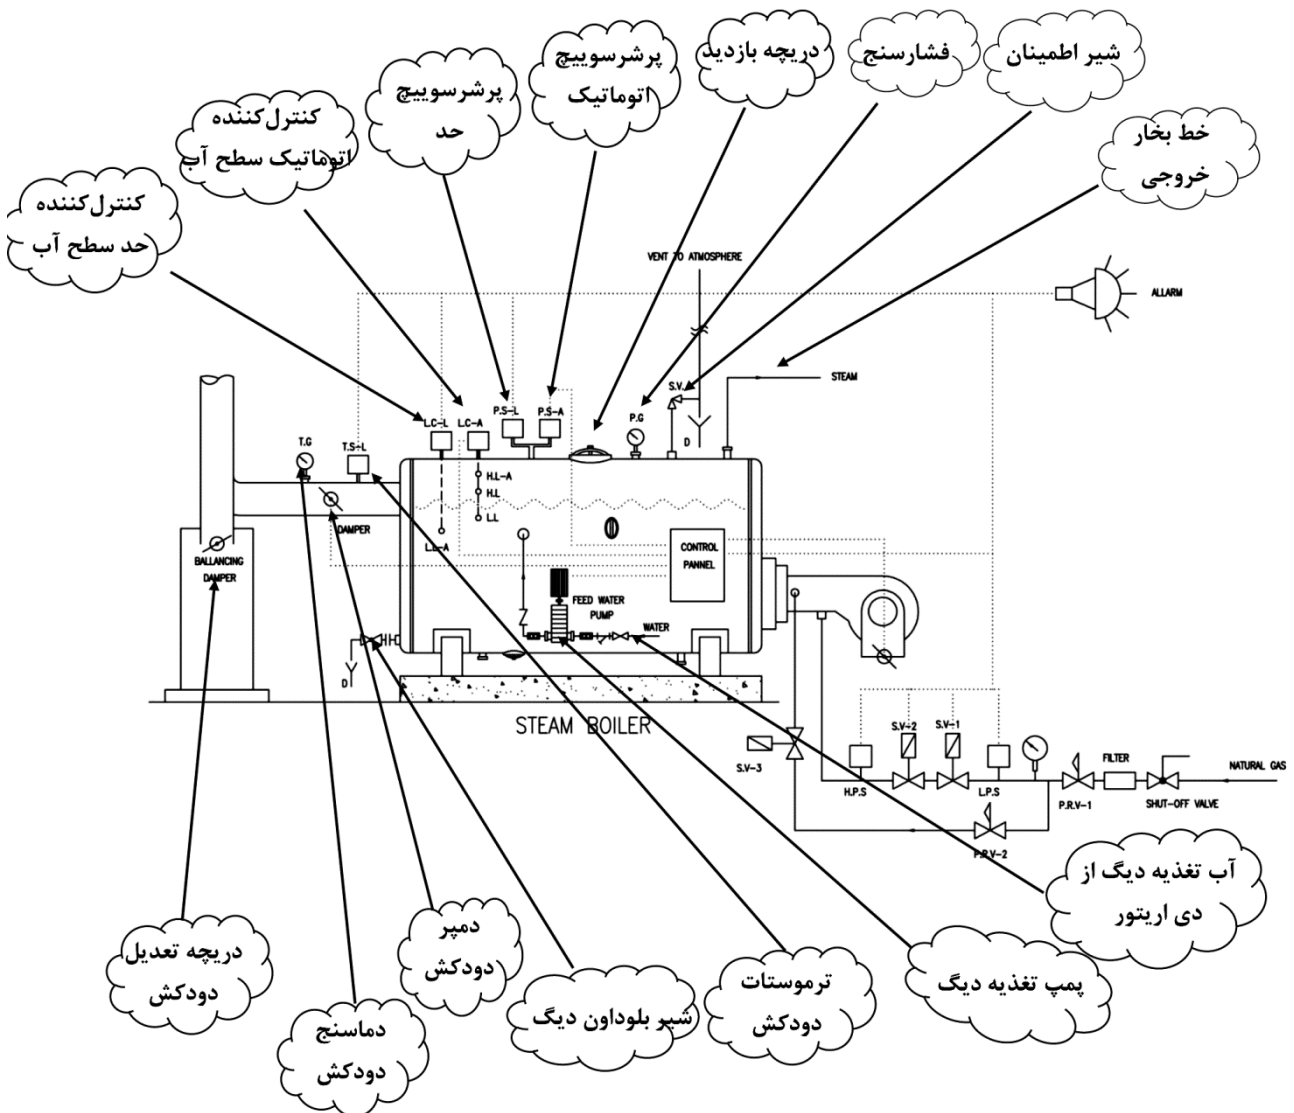 پرشرسوییچ
اتوماتیک
دریچه بازدید
فشارسنج
شیر اطمینان
پرشرسوییچ
حد
کنترل‌کننده
اتوماتیک سطح آب
خط بخار
خروجی
کنترل‌کننده
حد سطح آب
VENT TO ATMOSPHERE
ALLARM
STEAM
S.V.
P.S-L
P.S-A
P.G
L.C-L
L.C-A
D
T.G
T.S-L
H.L-A
H.L
L.L
DAMPER
L.L-A
BALLANCING
DAMPER
CONTROL
PANNEL
FEED WATER
PUMP
WATER
D
STEAM BOILER
S.V-2
S.V-1
S.V-3
FILTER
NATURAL GAS
H.P.S
L.P.S
P.R.V-1
SHUT-OFF VALVE
P.R.V-2
آب تغذیه دیگ از
دی اریتور
دریچه تعدیل
دودکش
دمپر
دودکش
ترموستات
دودکش
پمپ تغذیه دیگ
شیر بلوداون دیگ
دماسنج
دودکش